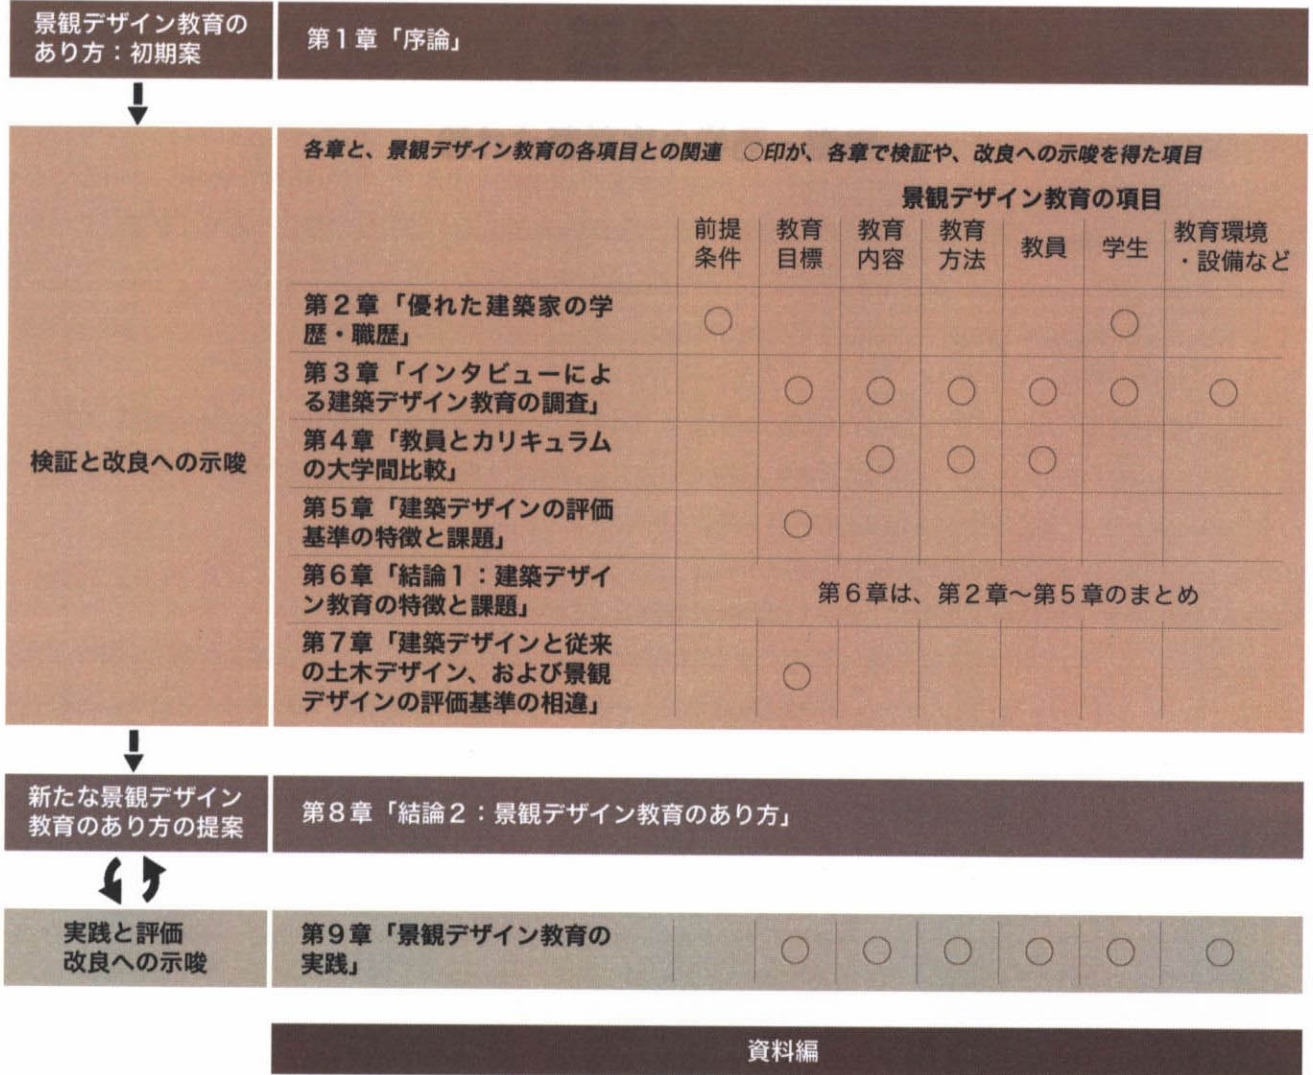 景観デザイン教育の
あり方：初期案
第1章「序論」
各章と、景観デザイン教育の各項目との関連　○印が、各章で検証や、改良への示唆を得た項目
景観デザイン教育の項目
前提
条件
教育
目標
教育
内容
教育
方法
教員
学生
教育環境
・設備など
検証と改良への示唆
第2章「優れた建築家の学
歴・職歴」
○ ○
第3章「インタビューによ
る建築デザイン教育の調査」
○ ○ ○ ○ ○ ○
第4章「教員とカリキュラム
の大学間比較」
○ ○ ○
第5章「建築デザインの評価
基準の特徴と課題」
○
第6章「結論1：建築デザイ
ン教育の特徴と課題」
第6章は、第2章〜第5章のまとめ
第7章「建築デザインと従来
の土木デザイン、および景観
デザインの評価基準の相違」
○
新たな景観デザイン
教育のあり方の提案
第8章「結論2：景観デザイン教育のあり方」
実践と評価
改良への示唆
第9章「景観デザイン教育の
実践」
○ ○ ○ ○ ○ ○
資料編